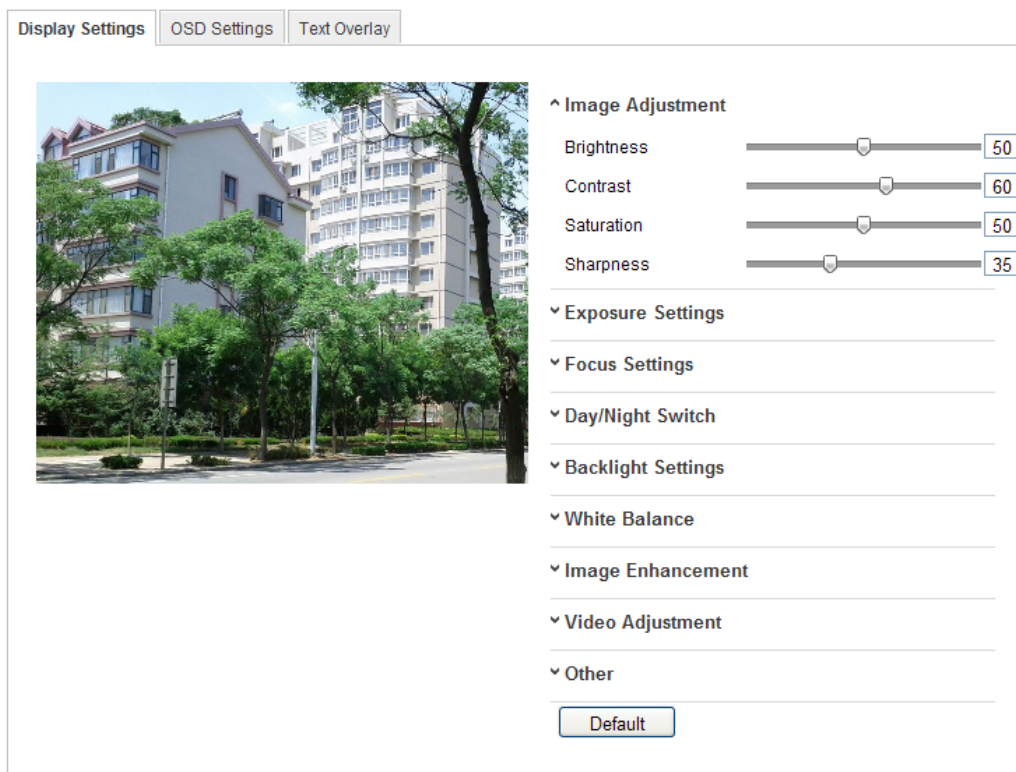 Display Settings
OSD Settings
Text Overlay
Image Adjustment
Brightness 50
Contrast 60
Saturation 50
Sharpness 35
Exposure Settings
Focus Settings
Day/Night Switch
Backlight Settings
White Balance
Image Enhancement
Video Adjustment
Other
Default